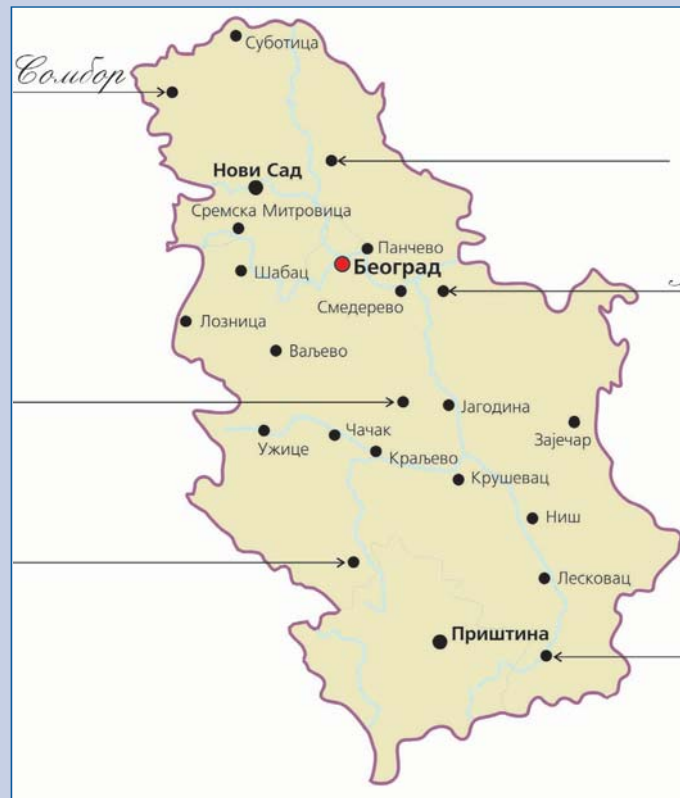 Суботица
Сомбор
Нови Сад
Сремска Митровица
Панчево
Београд
Шабац
Смедерево
Лозница
Ваљево
Јагодина
Зајечар
Ужице
Чачак
Краљево
Крушевац
Ниш
Лесковац
Приштина